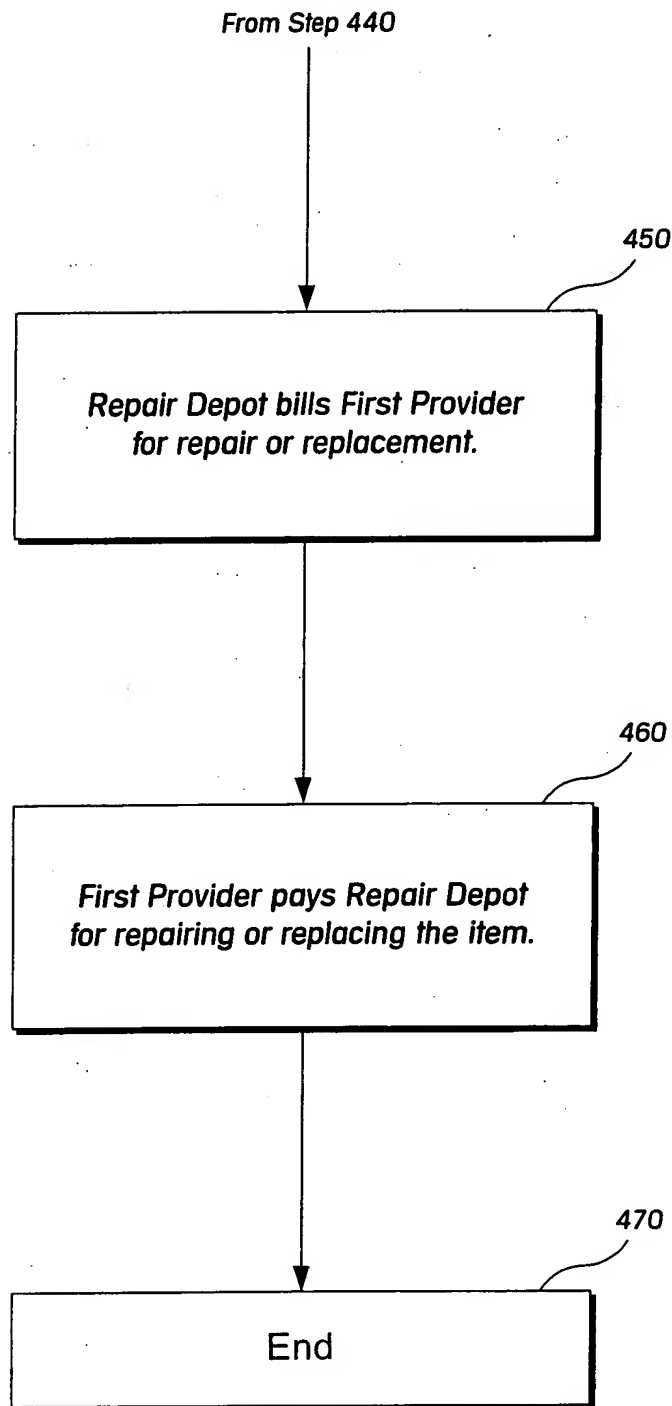 From Step 440
450
Repair Depot bills First Provider
for repair or replacement.
460
First Provider pays Repair Depot
for repairing or replacing the item.
470
End